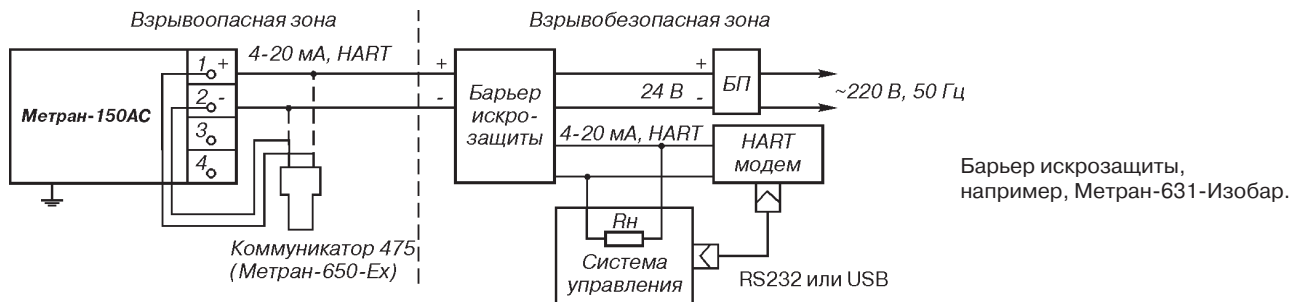 Взрывоопасная зона
Взрывобезопасная зона
1 +
2 -
3
4
Метран-150АС
4-20 мА, HART
+
-
Барьер
искро-
защиты
+
24 В -
БП
~220 В, 50 Гц
4-20 мА, HART
HART
модем
Rн
Система
управления
RS232 или USB
Коммуникатор 475
(Метран-650-Ex)
Барьер искрозащиты,
например, Метран-631-Изобар.